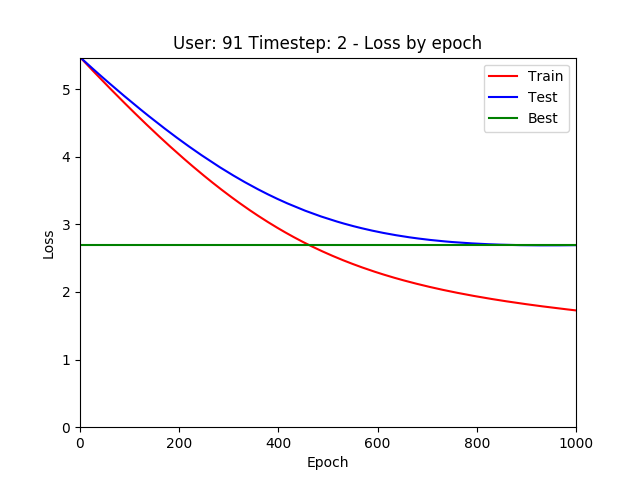 User: 91 Timestep: 2 - Loss by epoch
Train
Test
Best
5
4
3
2
1
0
Loss
0 200 400 600 800 1000
Epoch